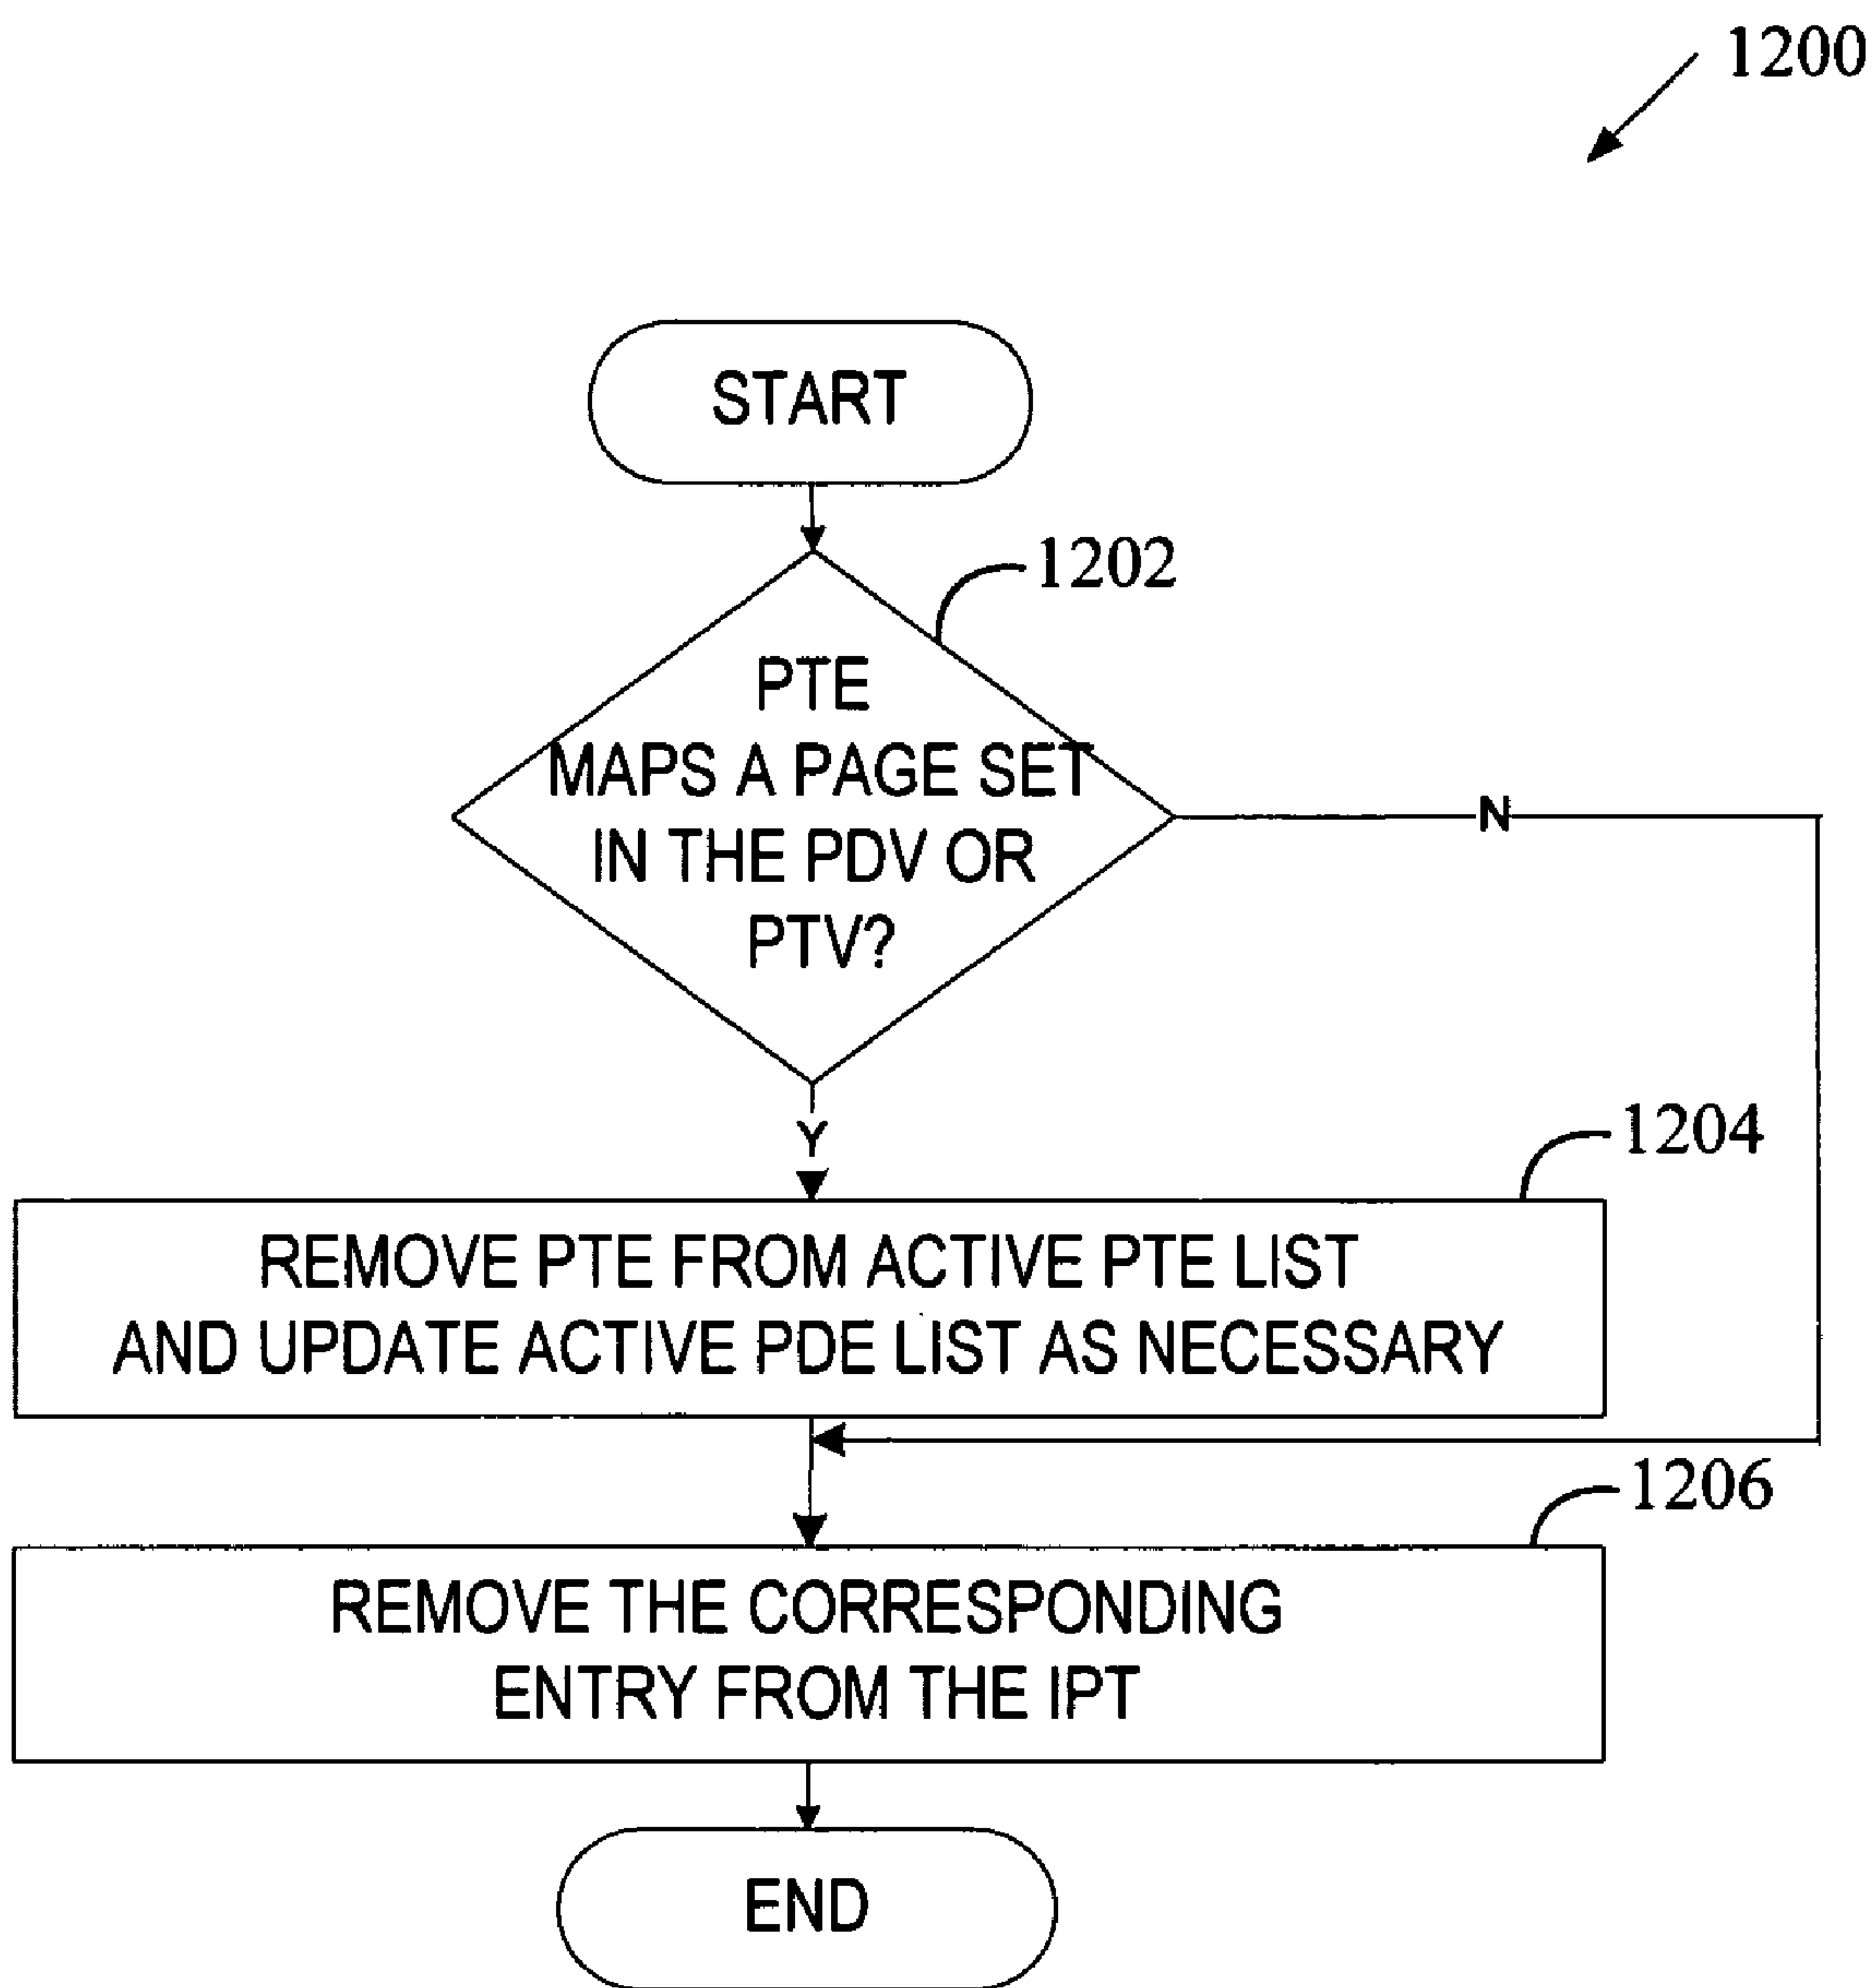 1200
START
1202
PTE
MAPS A PAGE SET
IN THE PDV OR
PTV?
N
Y
1204
REMOVE PTE FROM ACTIVE PTE LIST
AND UPDATE ACTIVE PDE LIST AS NECESSARY
1206
REMOVE THE CORRESPONDING
ENTRY FROM THE IPT
END